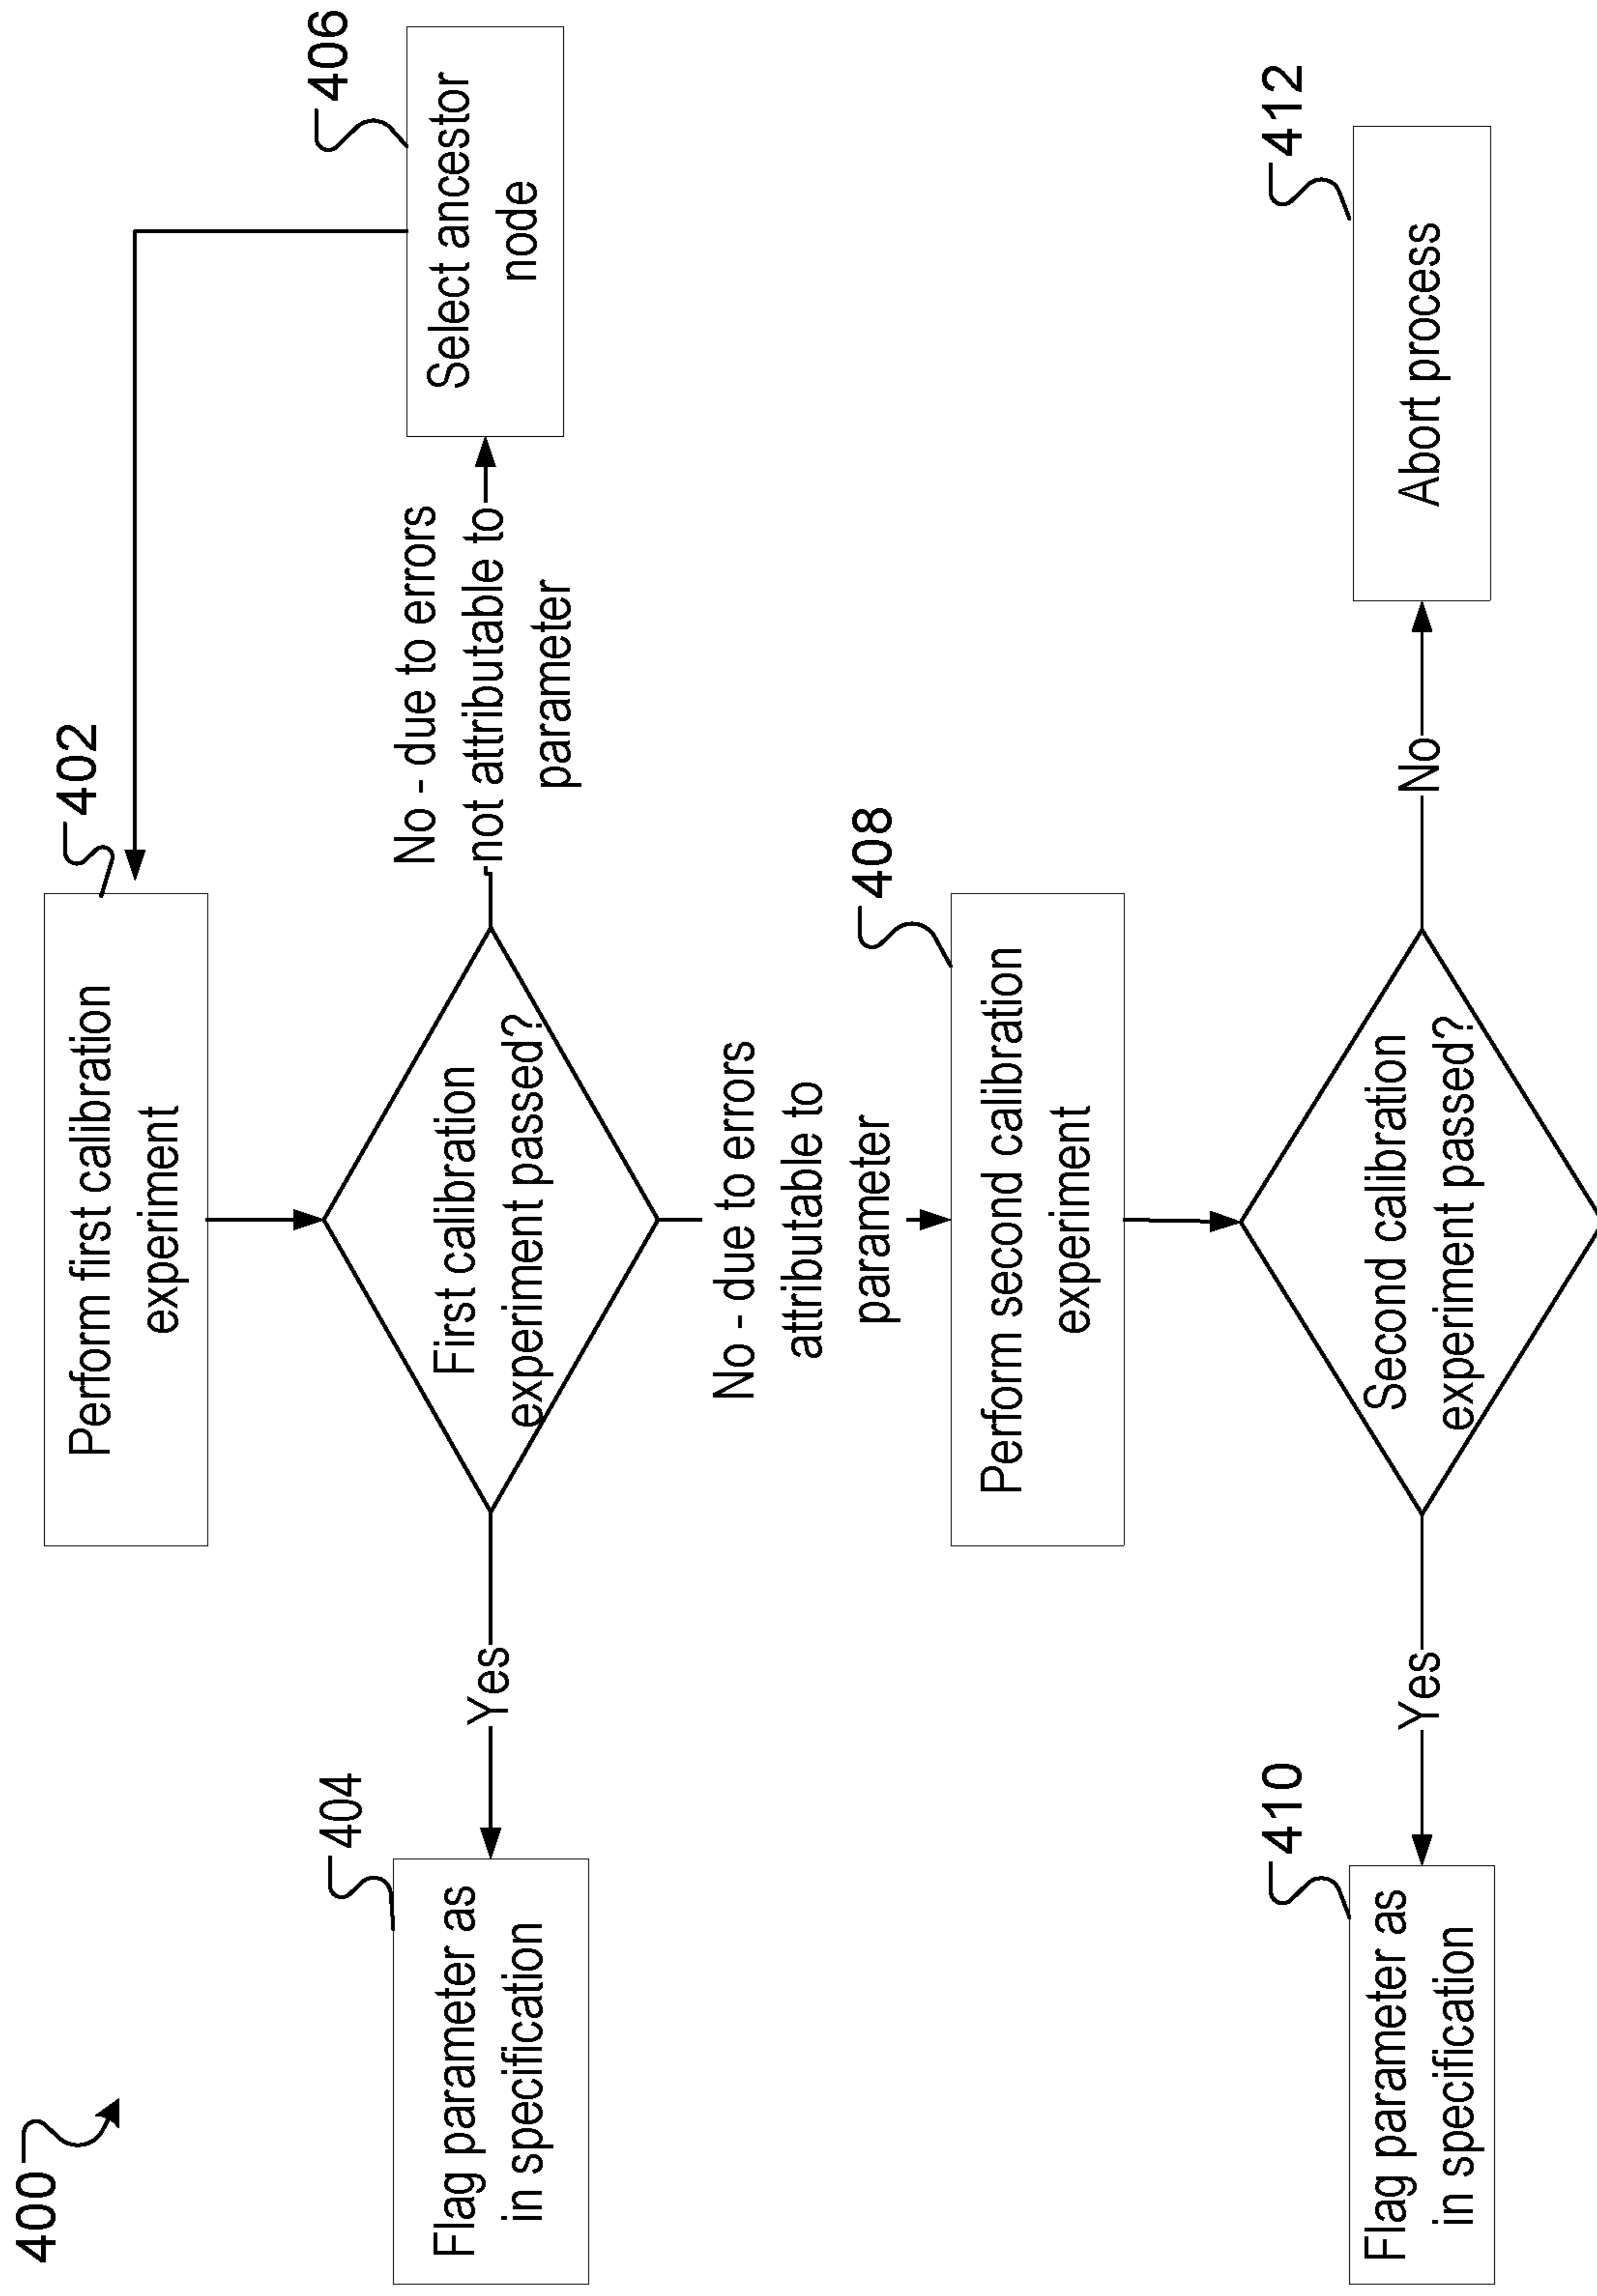 400
402
Perform first calibration
experiment
404
Flag parameter as
in specification
Yes
First calibration
experiment passed?
No - due to errors
not attributable to
parameter
406
Select ancestor
node
No - due to errors
attributable to
parameter
408
Perform second calibration
experiment
410
Flag parameter as
in specification
Yes
Second calibration
experiment passed?
No
412
Abort process